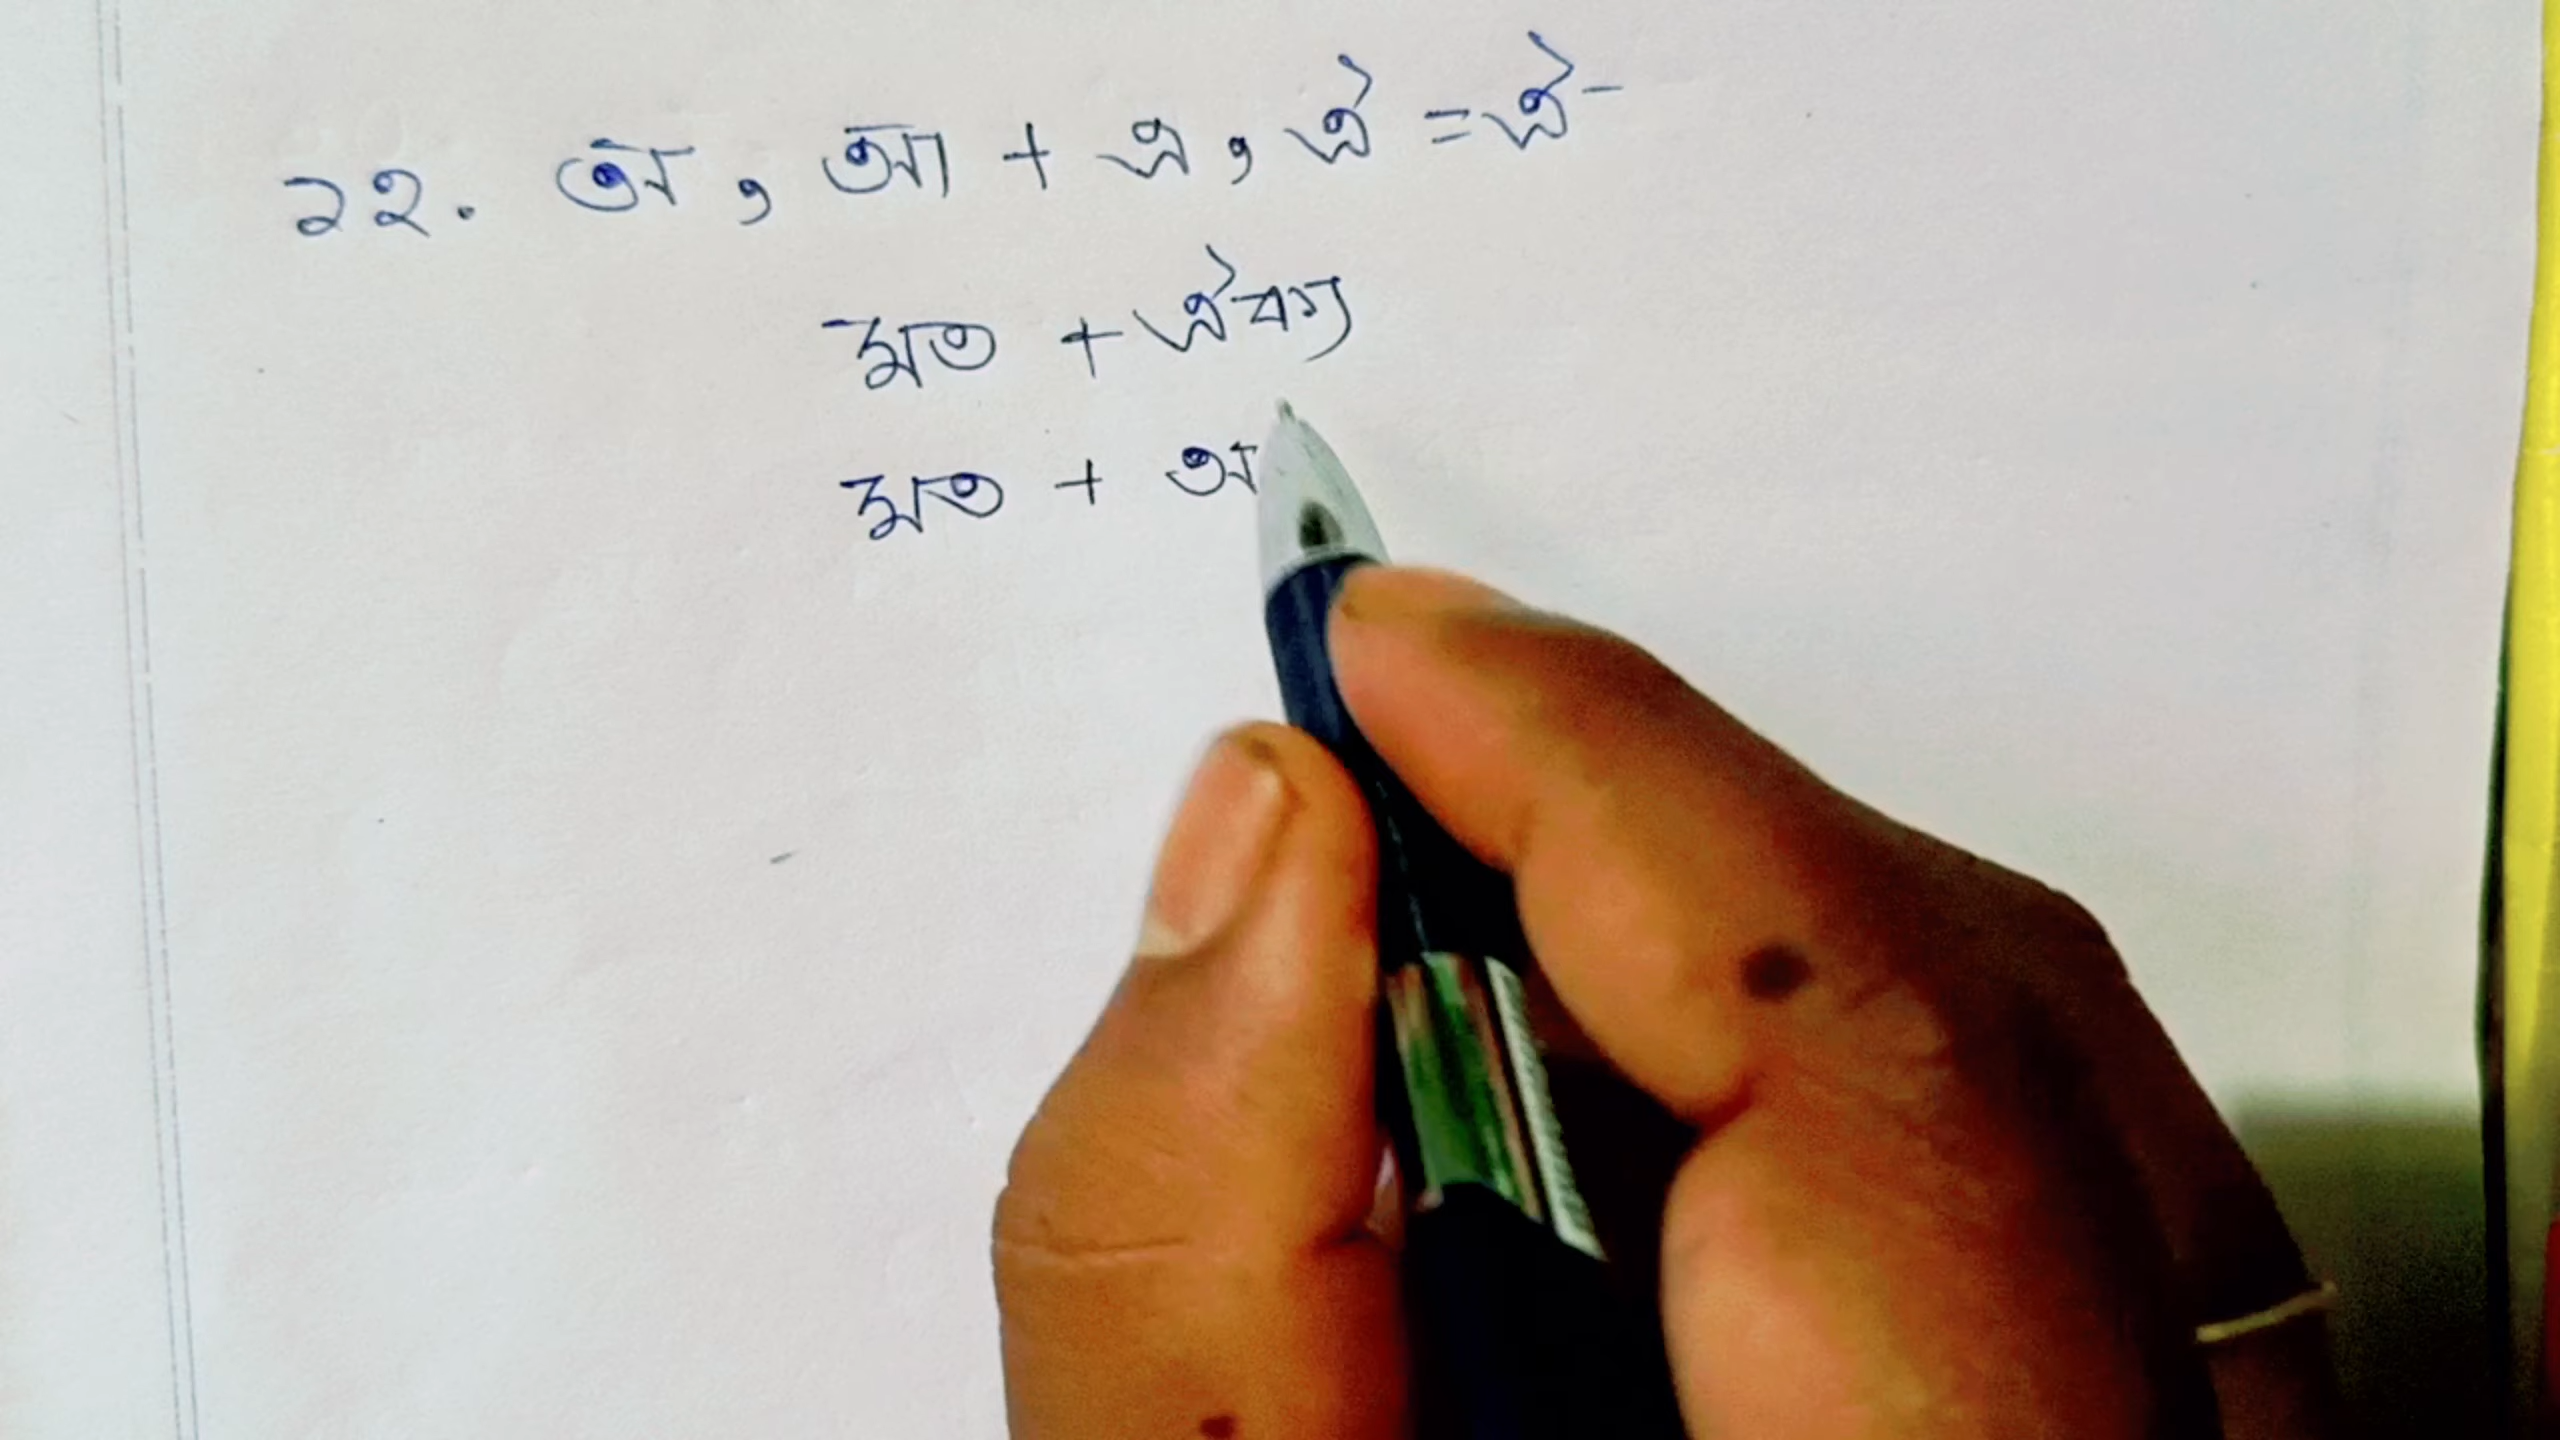 ২২. অ, আ + এ, ঐ = ঐ-
মত + ঐক্য
মত + অ